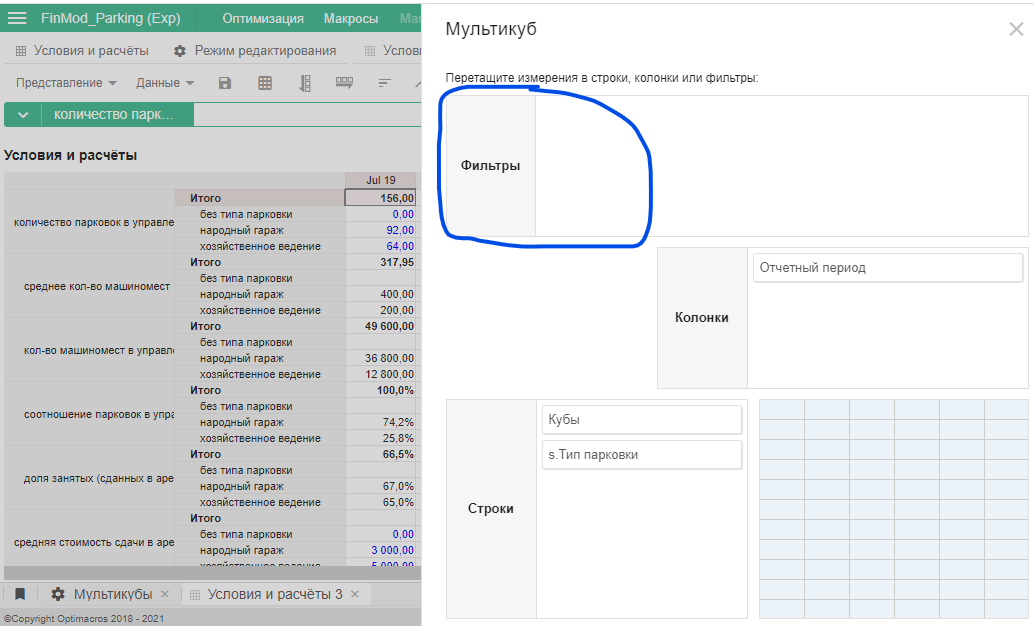 FinMod_Parking (Exp) Оптимизация Макросы
Условия и расчёты Режим редактирования
Представление Данные
количество парк...
Условия и расчёты
Jul 19
количество парковок в управле
Итого 156,00
без типа парковки 0,00
народный гараж 92,00
хозяйственное ведение 64,00
среднее кол-во машиномест
Итого 317,95
без типа парковки
народный гараж 400,00
хозяйственное ведение 200,00
кол-во машиномест в управл
Итого 49 600,00
без типа парковки
народный гараж 36 800,00
хозяйственное ведение 12 800,00
соотношение парковок в упра
Итого 100,0%
без типа парковки
народный гараж 74,2%
хозяйственное ведение 25,8%
доля занятых (сданных в аре
Итого 66,5%
без типа парковки
народный гараж 67,0%
хозяйственное ведение 65,0%
средняя стоимость сдачи в аре
Итого
без типа парковки 0,00
народный гараж 3 000,00
хозяйственное ведение 5 000,00
Мультикубы Условия и расчёты 3
©Copyright Optimacros 2018 - 2021
Мультикуб
Перетащите измерения в строки, колонки или фильтры:
Фильтры
Колонки
Отчетный период
Строки
Кубы
s.Тип парковки